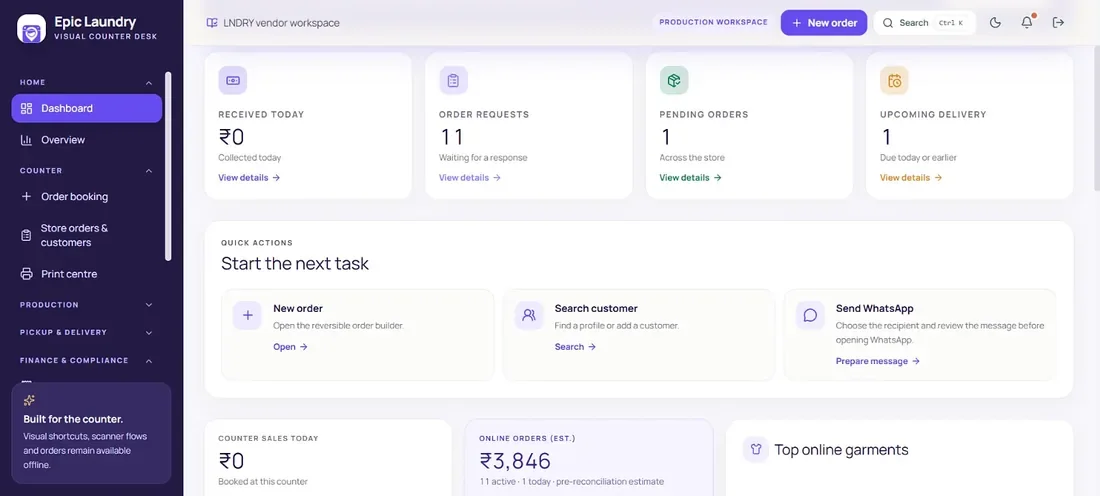 Epic Laundry
VISUAL COUNTER DESK
HOME
Dashboard
Overview
COUNTER
Order booking
Store orders &
customers
Print centre
PRODUCTION
PICKUP & DELIVERY
FINANCE & COMPLIANCE
Built for the counter.
Visual shortcuts, scanner flows
and orders remain available
offline.
LNDRY vendor workspace
PRODUCTION WORKSPACE
+ New order
Search Ctrl K
RECEIVED TODAY
₹0
Collected today
View details →
ORDER REQUESTS
11
Waiting for a response
View details →
PENDING ORDERS
1
Across the store
View details →
UPCOMING DELIVERY
1
Due today or earlier
View details →
QUICK ACTIONS
Start the next task
New order
Open the reversible order builder.
Open →
Search customer
Find a profile or add a customer.
Search →
Send WhatsApp
Choose the recipient and review the message before
opening WhatsApp.
Prepare message →
COUNTER SALES TODAY
₹0
Booked at this counter
ONLINE ORDERS (EST.)
₹3,846
11 active · 1 today · pre-reconciliation estimate
Top online garments